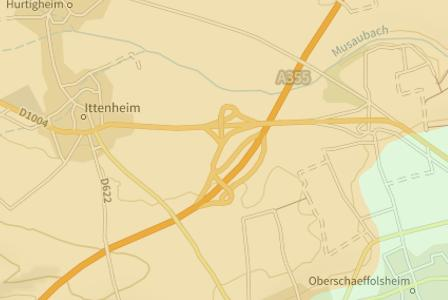 Hurtigheim
Musaubach
A355
Ittenheim
D1004
D622
Oberschaeffolsheim